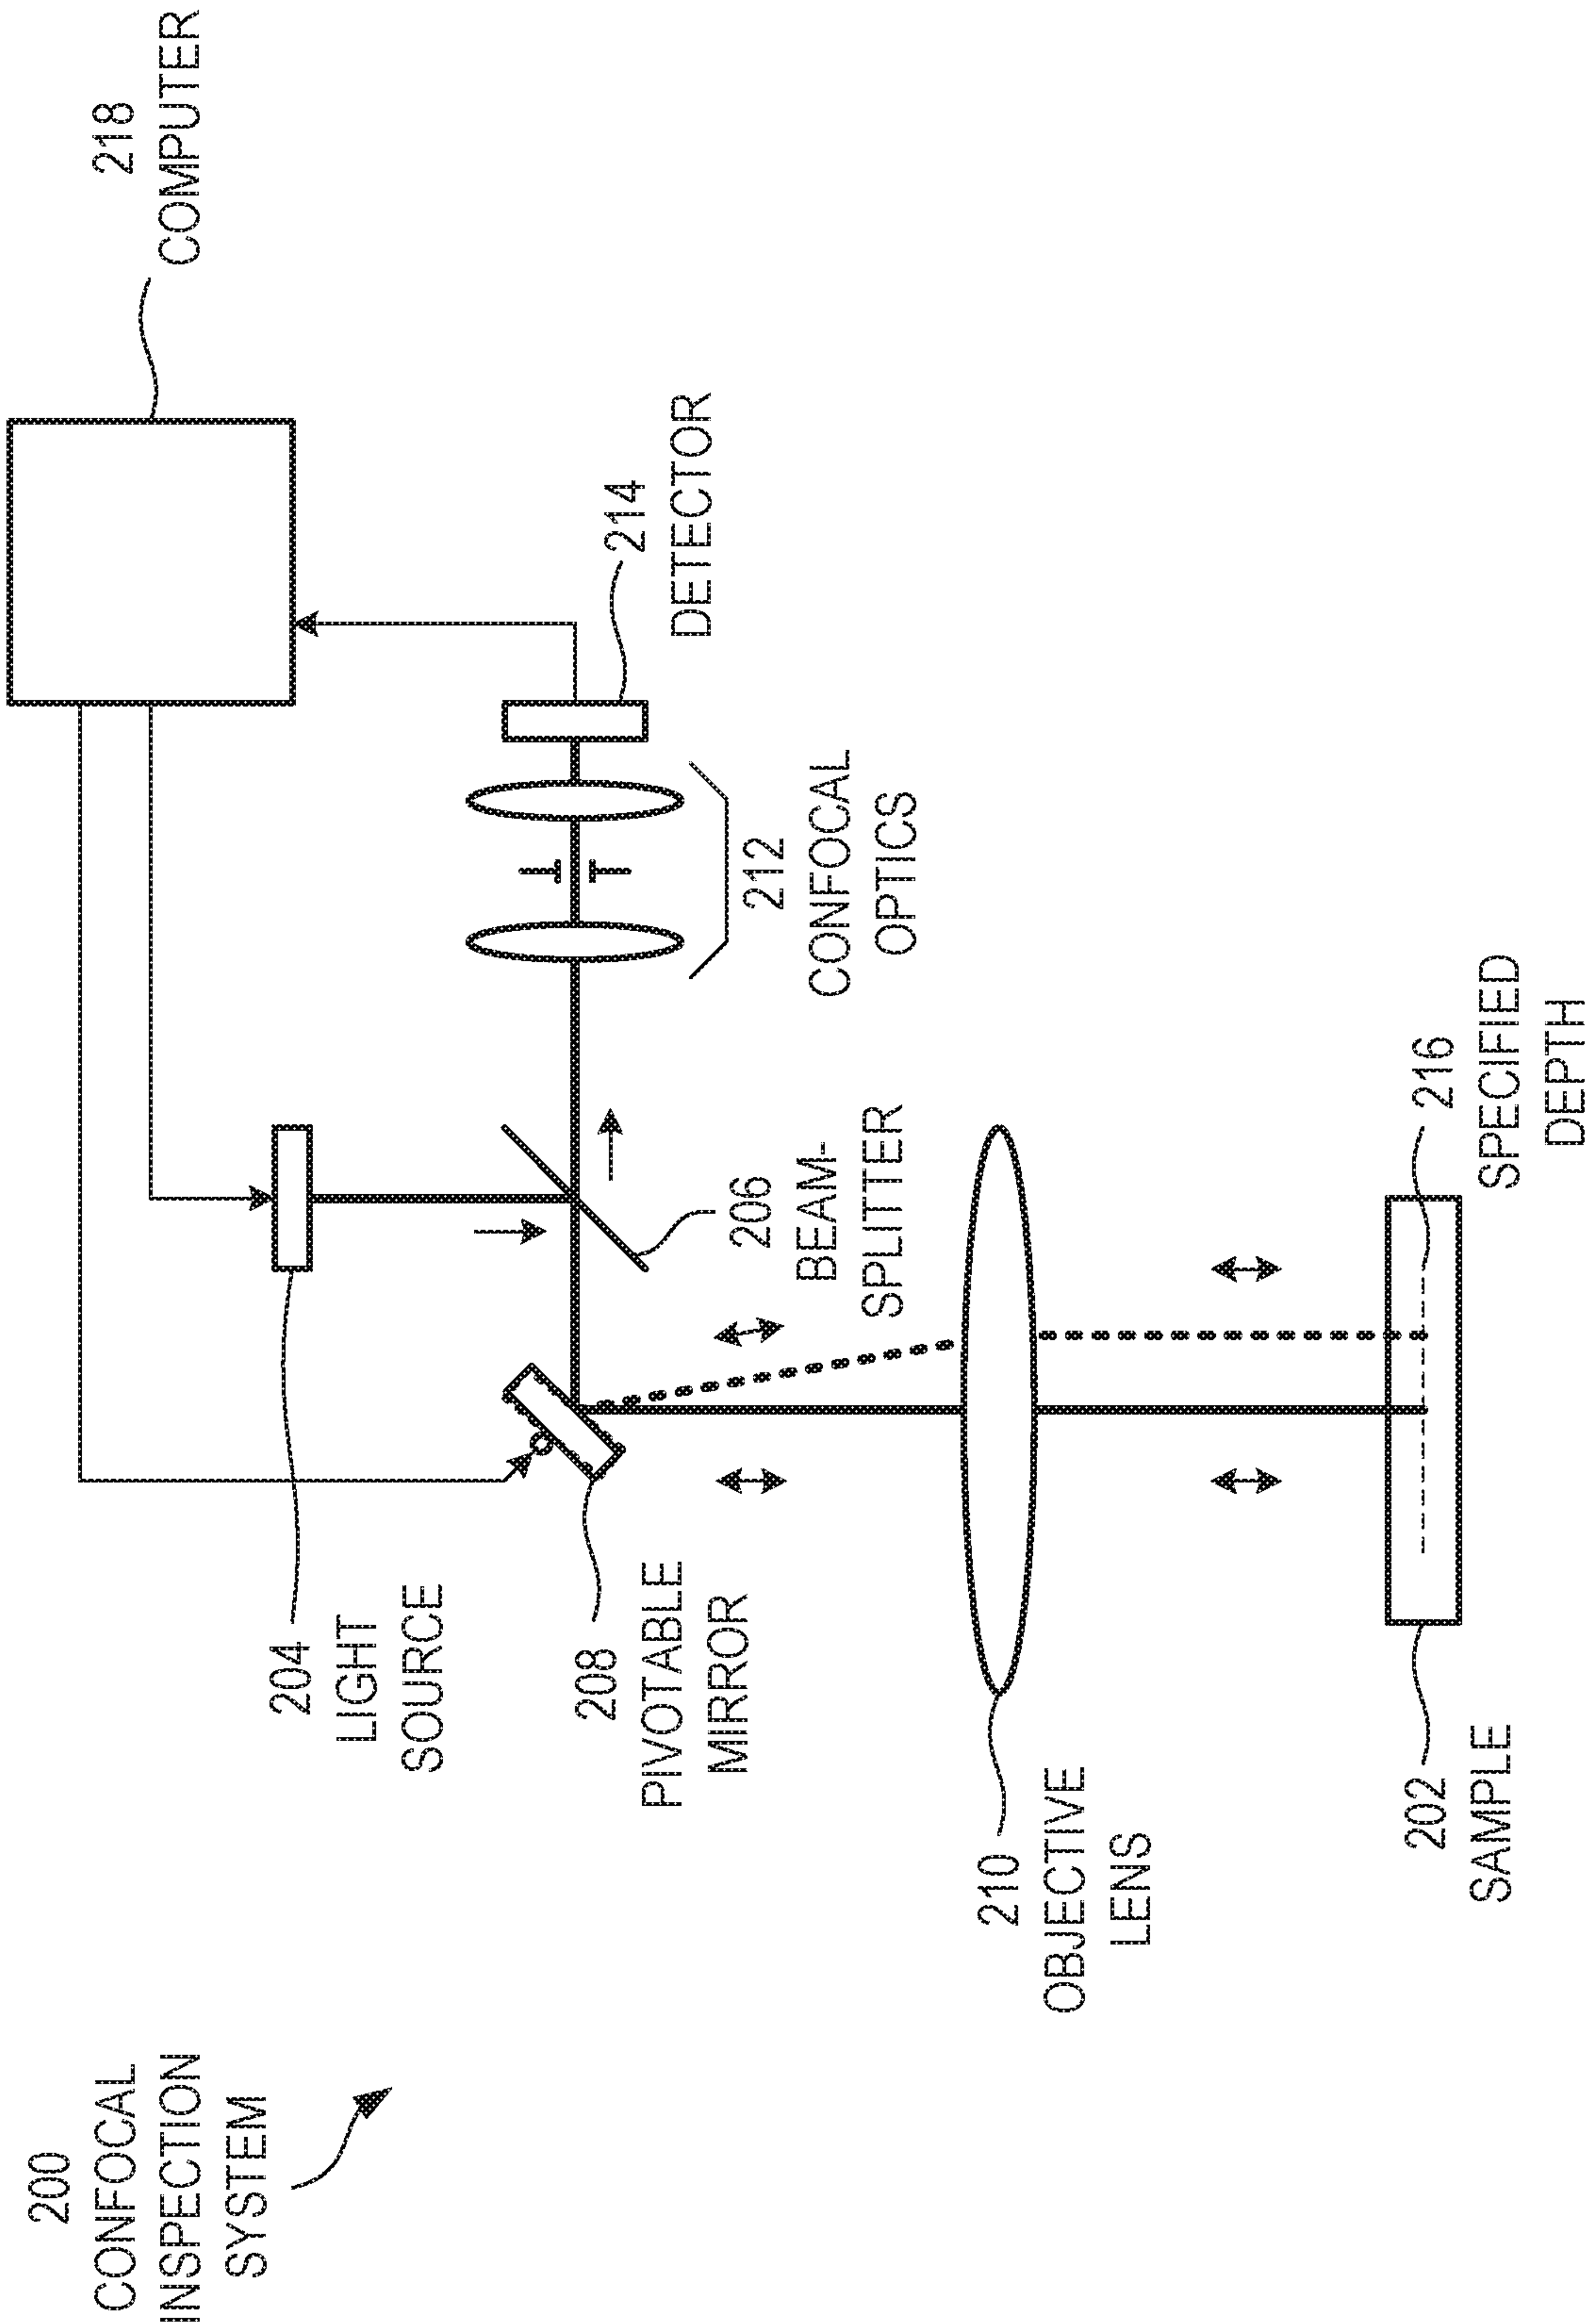 200
CONFOCAL
INSPECTION
SYSTEM
204
LIGHT
SOURCE
218
COMPUTER
208
PIVOTABLE
MIRROR
206
BEAM-
SPLITTER
212
CONFOCAL
OPTICS
214
DETECTOR
210
OBJECTIVE
LENS
202
SAMPLE
216
SPECIFIED
DEPTH